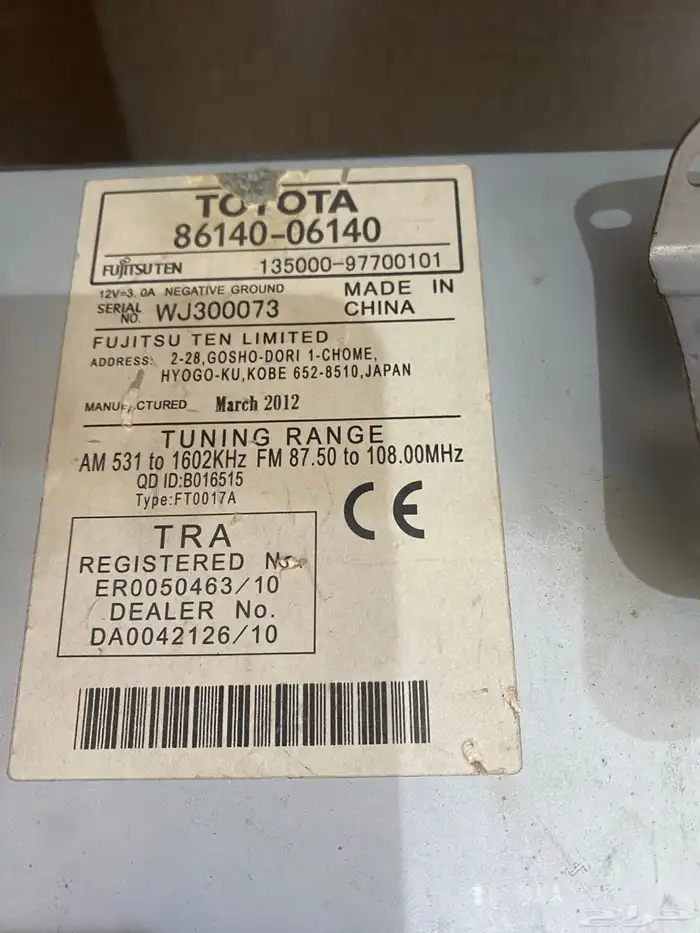 TOYOTA
86140-06140
FUJITSU TEN 135000-97700101
12V⎓3.0A NEGATIVE GROUND MADE IN
SERIAL NO. WJ300073 CHINA
FUJITSU TEN LIMITED
ADDRESS: 2-28,GOSHO-DORI 1-CHOME,
HYOGO-KU,KOBE 652-8510,JAPAN
MANUFACTURED March 2012
TUNING RANGE
AM 531 to 1602KHz FM 87.50 to 108.00MHz
QD ID:B016515
Type:FT0017A
CE
TRA
REGISTERED No.
ER0050463/10
DEALER No.
DA0042126/10
حراج